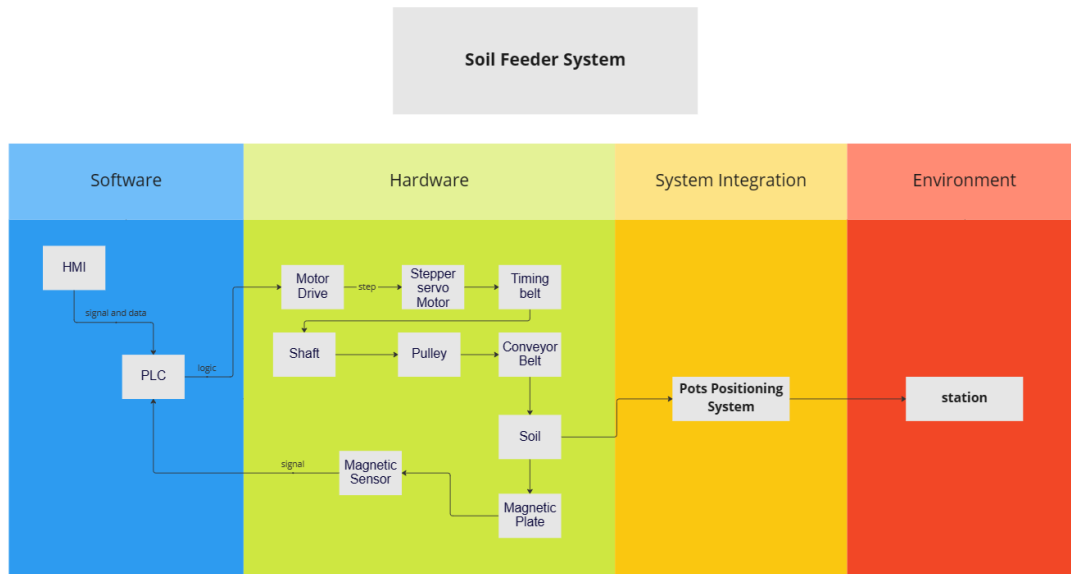 Soil Feeder System
Software
Hardware
System Integration
Environment
HMI
signal and data
PLC
logic
Motor
Drive
step
Stepper
servo
Motor
Timing
belt
Shaft
Pulley
Conveyor
Belt
Soil
Pots Positioning
System
station
signal
Magnetic
Sensor
Magnetic
Plate